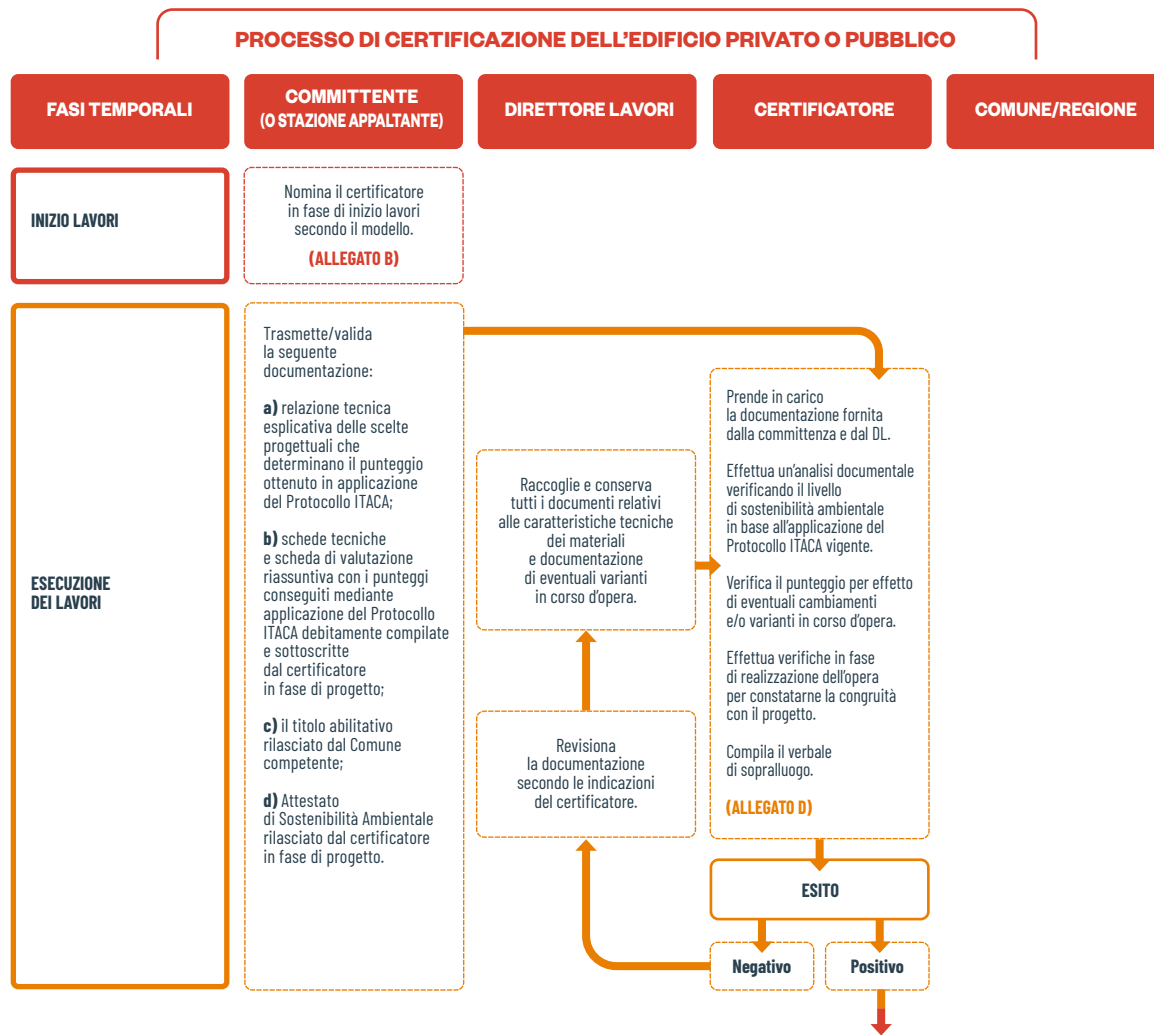 PROCESSO DI CERTIFICAZIONE DELL'EDIFICIO PRIVATO O PUBBLICO
FASI TEMPORALI
COMMITTENTE
(O STAZIONE APPALTANTE)
DIRETTORE LAVORI
CERTIFICATORE
COMUNE/REGIONE
INIZIO LAVORI
Nomina il certificatore
in fase di inizio lavori
secondo il modello.
(ALLEGATO B)
ESECUZIONE
DEI LAVORI
Trasmette/valida
la seguente
documentazione:
a) relazione tecnica
esplicativa delle scelte
progettuali che
determinano il punteggio
ottenuto in applicazione
del Protocollo ITACA;
b) schede tecniche
e scheda di valutazione
riassuntiva con i punteggi
conseguiti mediante
applicazione del Protocollo
ITACA debitamente compilate
e sottoscritte
dal certificatore
in fase di progetto;
c) il titolo abilitativo
rilasciato dal Comune
competente;
d) Attestato
di Sostenibilità Ambientale
rilasciato dal certificatore
in fase di progetto.
Raccoglie e conserva
tutti i documenti relativi
alle caratteristiche tecniche
dei materiali
e documentazione
di eventuali varianti
in corso d'opera.
Revisiona
la documentazione
secondo le indicazioni
del certificatore.
Prende in carico
la documentazione fornita
dalla committenza e dal DL.
Effettua un'analisi documentale
verificando il livello
di sostenibilità ambientale
in base all'applicazione del
Protocollo ITACA vigente.
Verifica il punteggio per effetto
di eventuali cambiamenti
e/o varianti in corso d'opera.
Effettua verifiche in fase
di realizzazione dell'opera
per constatarne la congruità
con il progetto.
Compila il verbale
di sopralluogo.
(ALLEGATO D)
ESITO
Negativo
Positivo